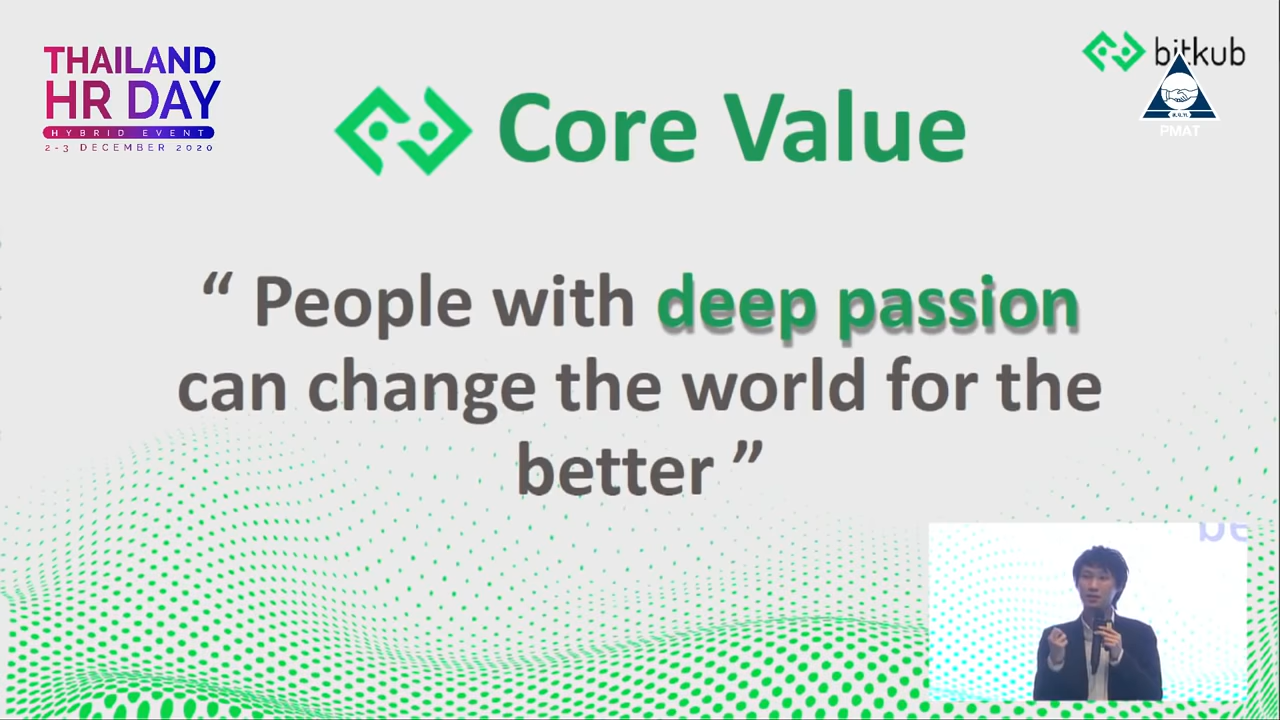 THAILAND
HR DAY
HYBRID EVENT
2-3 DECEMBER 2020
bitkub
PMAT
Core Value
“ People with deep passion
can change the world for the
better ”
be